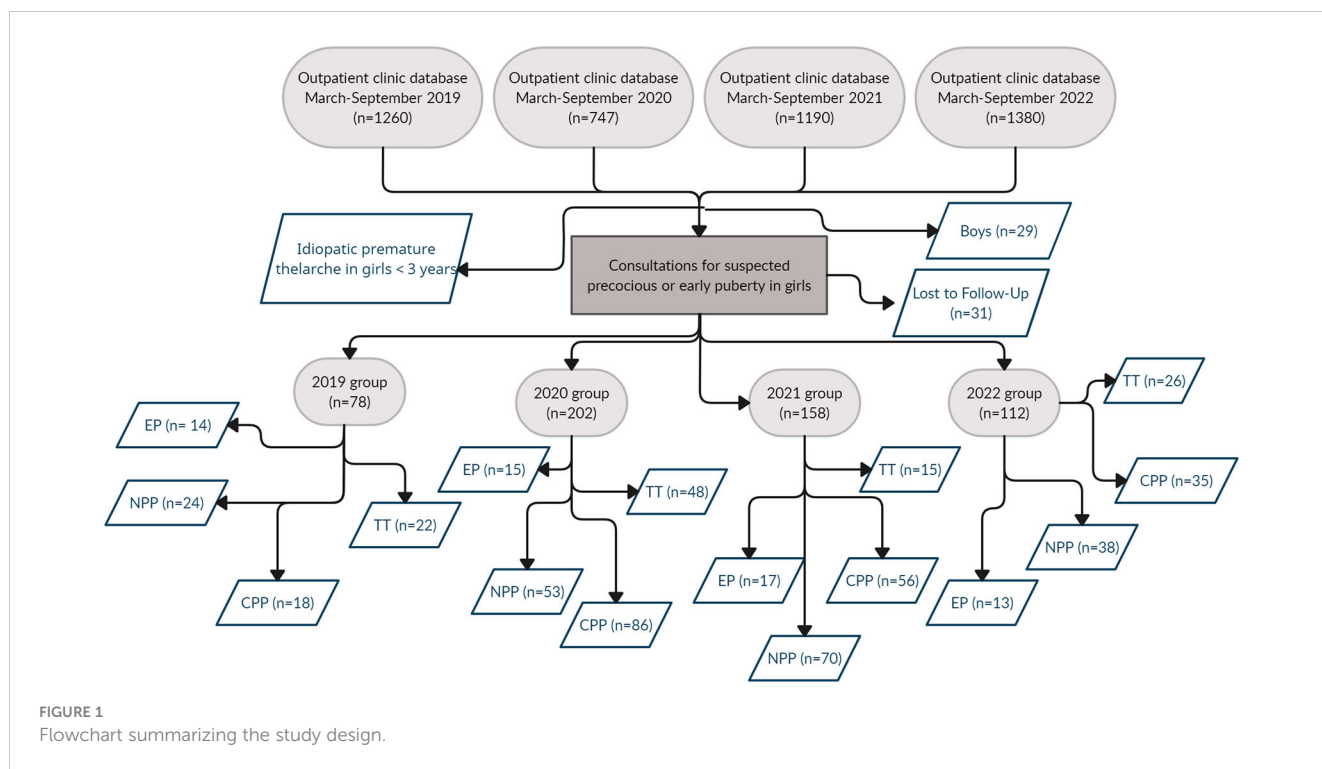 Outpatient clinic database
March-September 2019
(n=1260)
Outpatient clinic database
March-September 2020
(n=747)
Outpatient clinic database
March-September 2021
(n=1190)
Outpatient clinic database
March-September 2022
(n=1380)
Idiopatic premature
thelarche in girls < 3 years
Boys (n=29)
Consultations for suspected
precocious or early puberty in girls
Lost to Follow-Up
(n=31)
2019 group
(n=78)
2020 group
(n=202)
2021 group
(n=158)
2022 group
(n=112)
EP (n= 14)
NPP (n=24)
TT (n=22)
CPP (n=18)
EP (n=15)
TT (n=48)
NPP (n=53)
CPP (n=86)
TT (n=15)
EP (n=17)
CPP (n=56)
NPP (n=70)
TT (n=26)
CPP (n=35)
NPP (n=38)
EP (n=13)
FIGURE 1
Flowchart summarizing the study design.